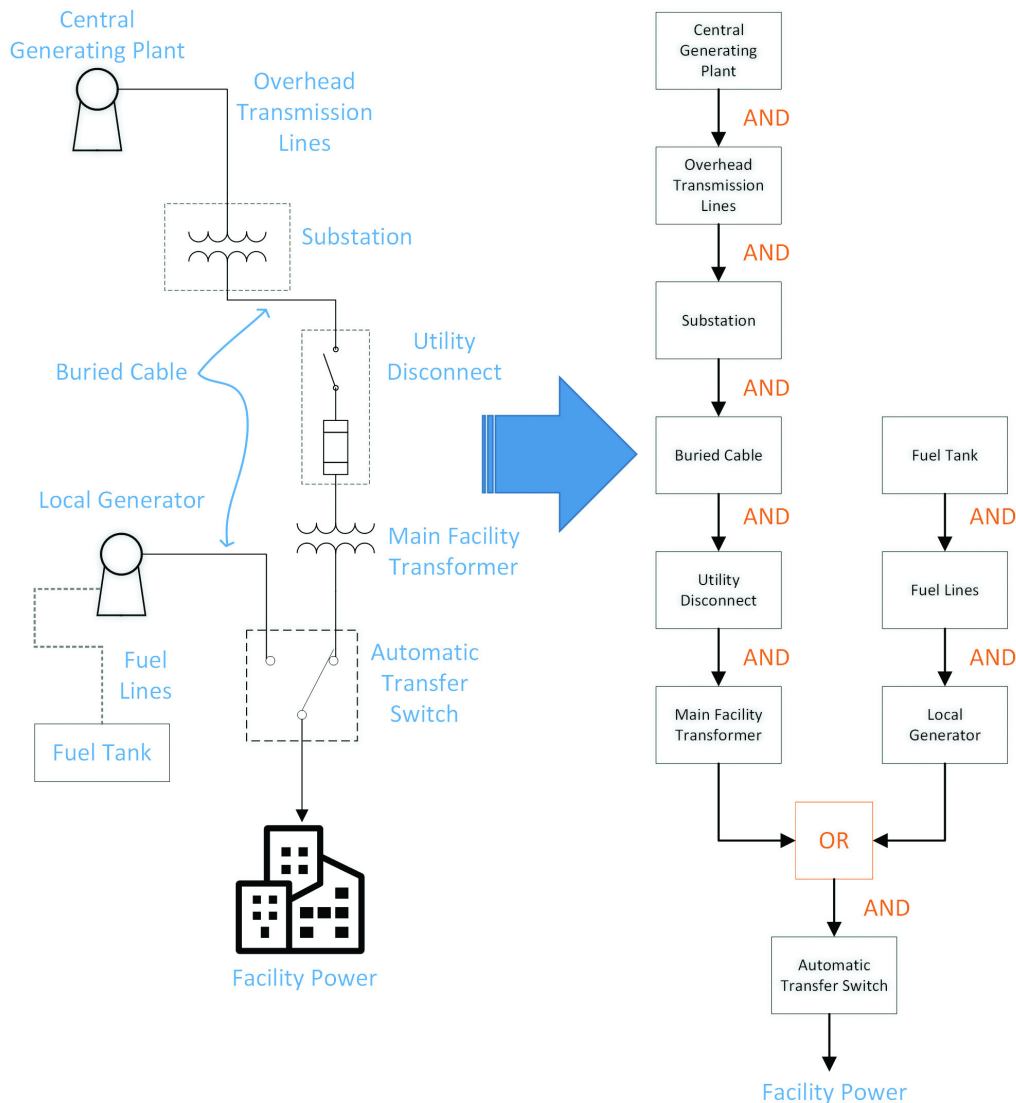 Central
Generating Plant
Overhead
Transmission
Lines
Substation
Buried Cable
Utility
Disconnect
Local Generator
Main Facility
Transformer
Fuel
Lines
Fuel Tank
Automatic
Transfer
Switch
Facility Power
Central
Generating
Plant
AND
Overhead
Transmission
Lines
AND
Substation
AND
Buried Cable
AND
Utility
Disconnect
AND
Main Facility
Transformer
Fuel Tank
AND
Fuel Lines
AND
Local
Generator
OR
AND
Automatic
Transfer Switch
Facility Power